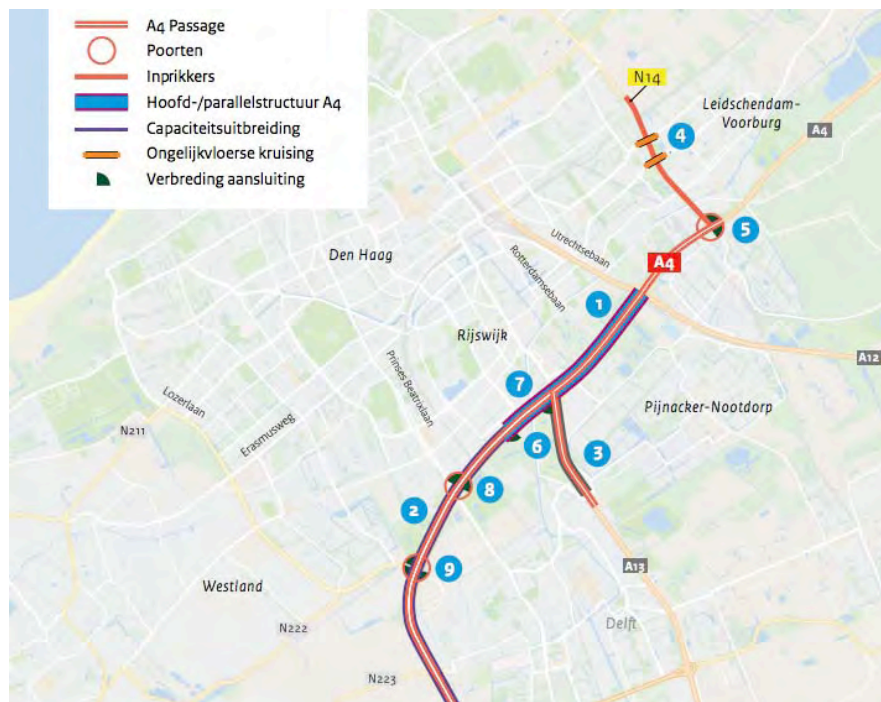 A4 Passage
Poorten
Inprikkers
Hoofd-/parallelstructuur A4
Capaciteitsuitbreiding
Ongelijkvloerse kruising
Verbreding aansluiting
N14
Leidschendam-
Voorburg
A4
4
5
Utrechtsebaan
Den Haag
Rotterdamsebaan
A4
1
Rijswijk
A12
Prinses Beatrixlaan
7
Pijnacker-Nootdorp
Lozerlaan
N211
Erasmusweg
6
3
8
2
9
A13
Westland
N222
Delft
N223